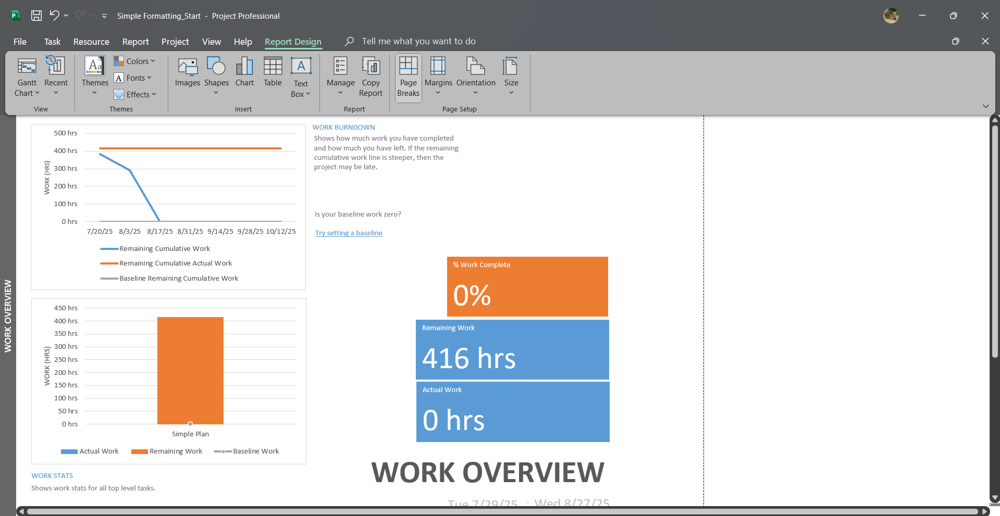 Simple Formatting_Start - Project Professional
File Task Resource Report Project View Help Report Design Tell me what you want to do
Gantt Chart
Recent
View
Themes
Colors
Fonts
Effects
Themes
Images
Shapes
Chart
Table
Text Box
Insert
Manage
Copy Report
Report
Page Breaks
Margins
Orientation
Size
Page Setup
WORK OVERVIEW
500 hrs
400 hrs
300 hrs
200 hrs
100 hrs
0 hrs
WORK (HRS)
7/20/25 8/3/25 8/17/25 8/31/25 9/14/25 9/28/25 10/12/25
Remaining Cumulative Work
Remaining Cumulative Actual Work
Baseline Remaining Cumulative Work
WORK BURNDOWN
Shows how much work you have completed
and how much you have left. If the remaining
cumulative work line is steeper, then the
project may be late.
Is your baseline work zero?
Try setting a baseline
% Work Complete
0%
Remaining Work
416 hrs
Actual Work
0 hrs
450 hrs
400 hrs
350 hrs
300 hrs
250 hrs
200 hrs
150 hrs
100 hrs
50 hrs
0 hrs
WORK (HRS)
Simple Plan
Actual Work Remaining Work Baseline Work
WORK STATS
Shows work stats for all top level tasks.
WORK OVERVIEW
Tue 7/29/25 - Wed 8/27/25